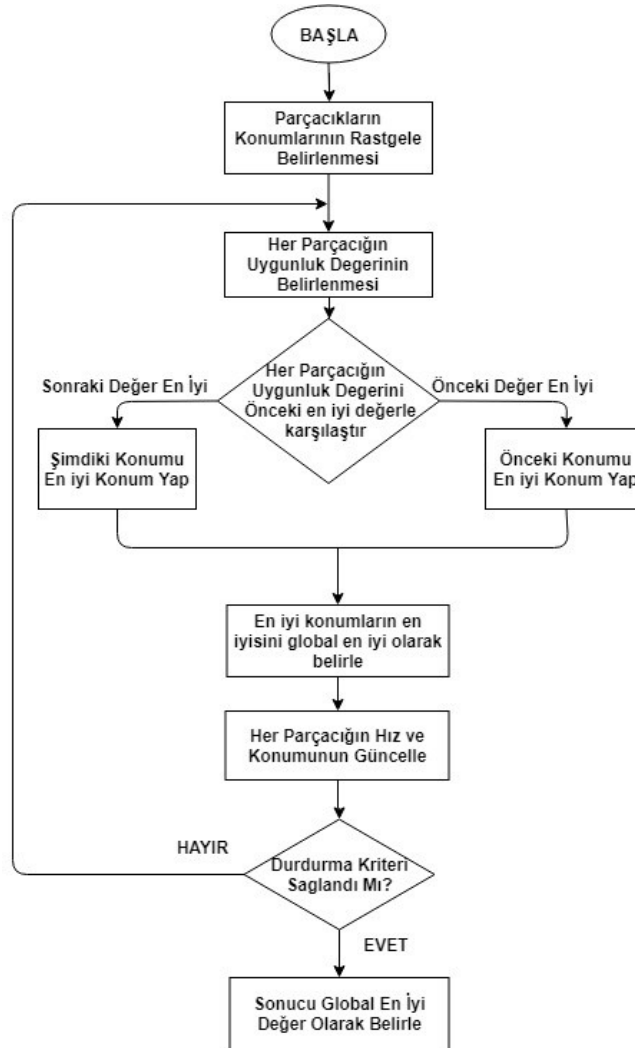 BAŞLA
Parçacıkların
Konumlarının Rastgele
Belirlenmesi
Her Parçacığın
Uygunluk Degerinin
Belirlenmesi
Her Parçacığın
Uygunluk Degerini
Önceki en iyi değerle
karşılaştır
Sonraki Değer En İyi
Önceki Değer En İyi
Şimdiki Konumu
En iyi Konum Yap
Önceki Konumu
En iyi Konum Yap
En iyi konumların en
iyisini global en iyi olarak
belirle
Her Parçacığın Hız ve
Konumunun Güncelle
Durdurma Kriteri
Saglandı Mı?
HAYIR
EVET
Sonucu Global En İyi
Değer Olarak Belirle